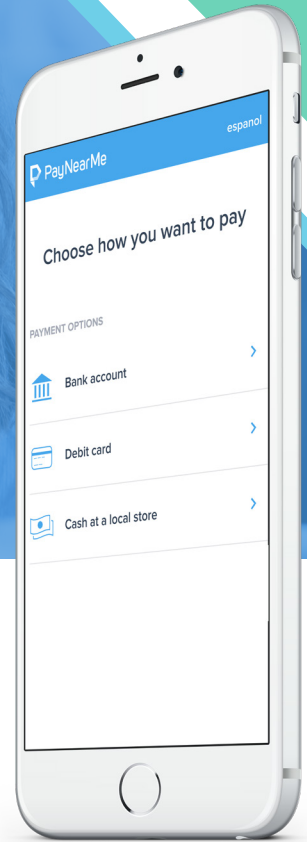 espanol
PayNearMe
Choose how you want to pay
PAYMENT OPTIONS
Bank account
Debit card
Cash at a local store